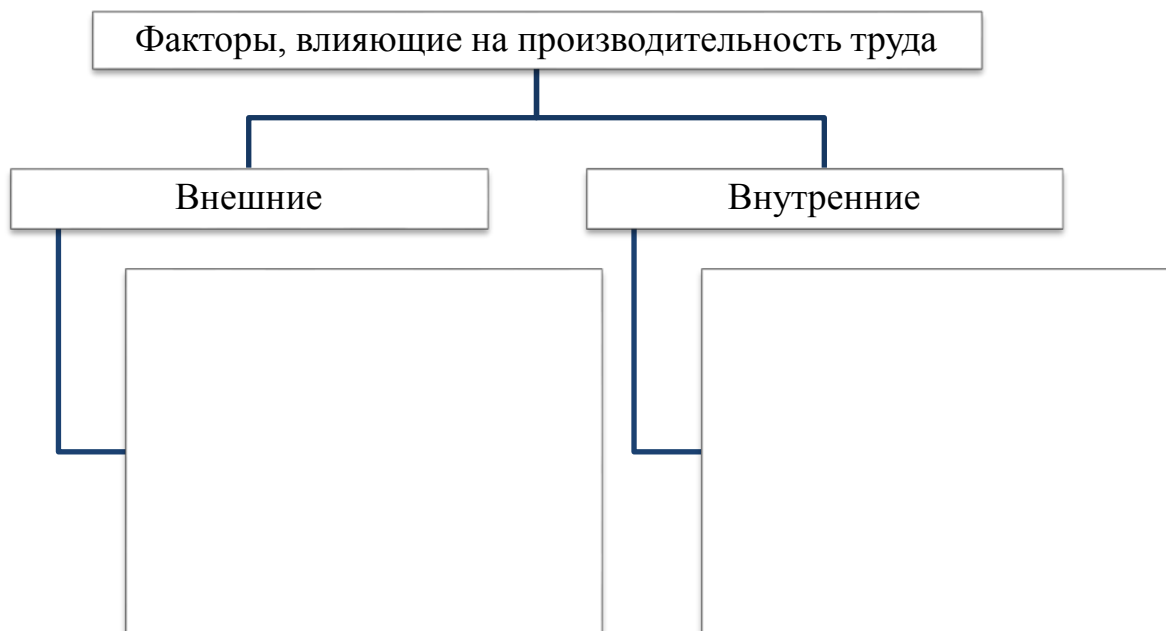 Факторы, влияющие на производительность труда
Внешние
Внутренние